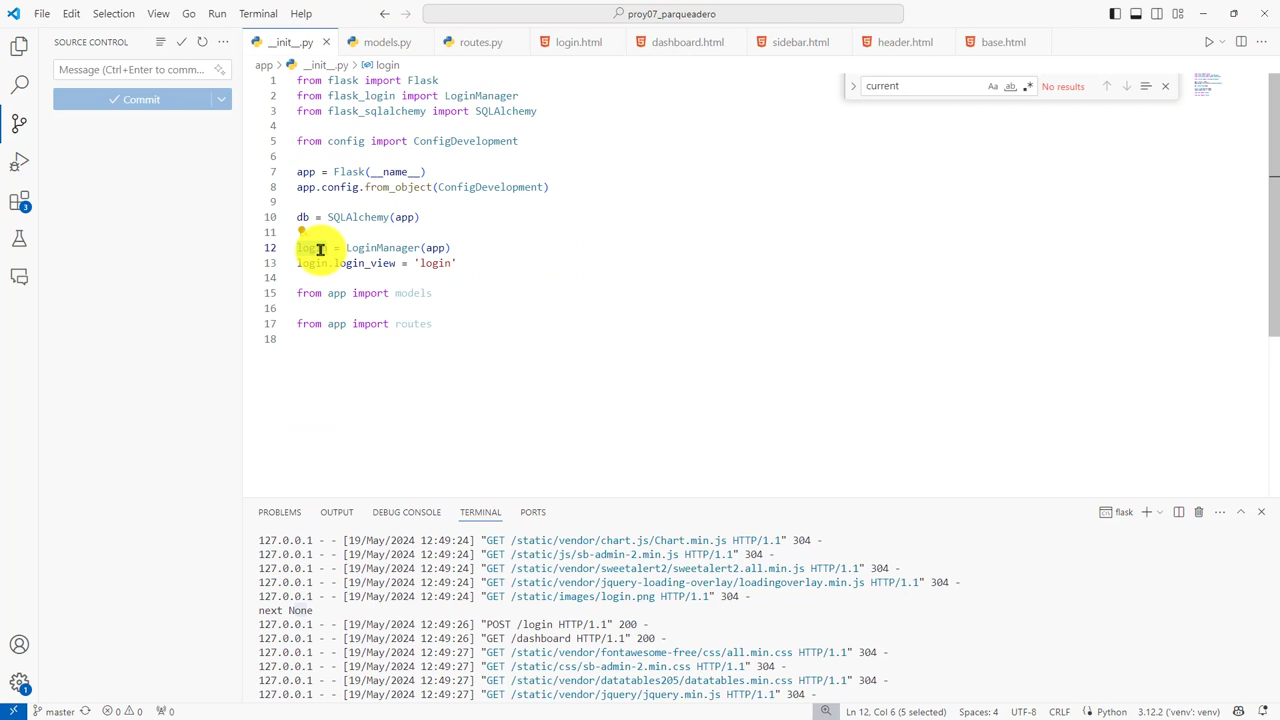 File Edit Selection View Go Run Terminal Help
proy07_parqueadero
SOURCE CONTROL
__init__.py
models.py
routes.py
login.html
dashboard.html
sidebar.html
header.html
base.html
app > __init__.py > login
Message (Ctrl+Enter to comm...
Commit
current
Aa
ab
No results
1 from flask import Flask
2 from flask_login import LoginManager
3 from flask_sqlalchemy import SQLAlchemy
4
5 from config import ConfigDevelopment
6
7 app = Flask(__name__)
8 app.config.from_object(ConfigDevelopment)
9
10 db = SQLAlchemy(app)
11
12 login = LoginManager(app)
13 login.login_view = 'login'
14
15 from app import models
16
17 from app import routes
18
3
PROBLEMS OUTPUT DEBUG CONSOLE TERMINAL PORTS
flask
127.0.0.1 - - [19/May/2024 12:49:24] "GET /static/vendor/chart.js/Chart.min.js HTTP/1.1" 304 -
127.0.0.1 - - [19/May/2024 12:49:24] "GET /static/js/sb-admin-2.min.js HTTP/1.1" 304 -
127.0.0.1 - - [19/May/2024 12:49:24] "GET /static/vendor/sweetalert2/sweetalert2.all.min.js HTTP/1.1" 304 -
127.0.0.1 - - [19/May/2024 12:49:24] "GET /static/vendor/jquery-loading-overlay/loadingoverlay.min.js HTTP/1.1" 304 -
127.0.0.1 - - [19/May/2024 12:49:24] "GET /static/images/login.png HTTP/1.1" 304 -
next None
127.0.0.1 - - [19/May/2024 12:49:26] "POST /login HTTP/1.1" 200 -
127.0.0.1 - - [19/May/2024 12:49:26] "GET /dashboard HTTP/1.1" 200 -
127.0.0.1 - - [19/May/2024 12:49:27] "GET /static/vendor/fontawesome-free/css/all.min.css HTTP/1.1" 304 -
127.0.0.1 - - [19/May/2024 12:49:27] "GET /static/css/sb-admin-2.min.css HTTP/1.1" 304 -
127.0.0.1 - - [19/May/2024 12:49:27] "GET /static/vendor/datatables205/datatables.min.css HTTP/1.1" 304 -
127.0.0.1 - - [19/May/2024 12:49:27] "GET /static/vendor/jquery/jquery.min.js HTTP/1.1" 304 -
1
master 0 0 0 Ln 12, Col 6 (5 selected) Spaces: 4 UTF-8 CRLF Python 3.12.2 ('venv': venv)